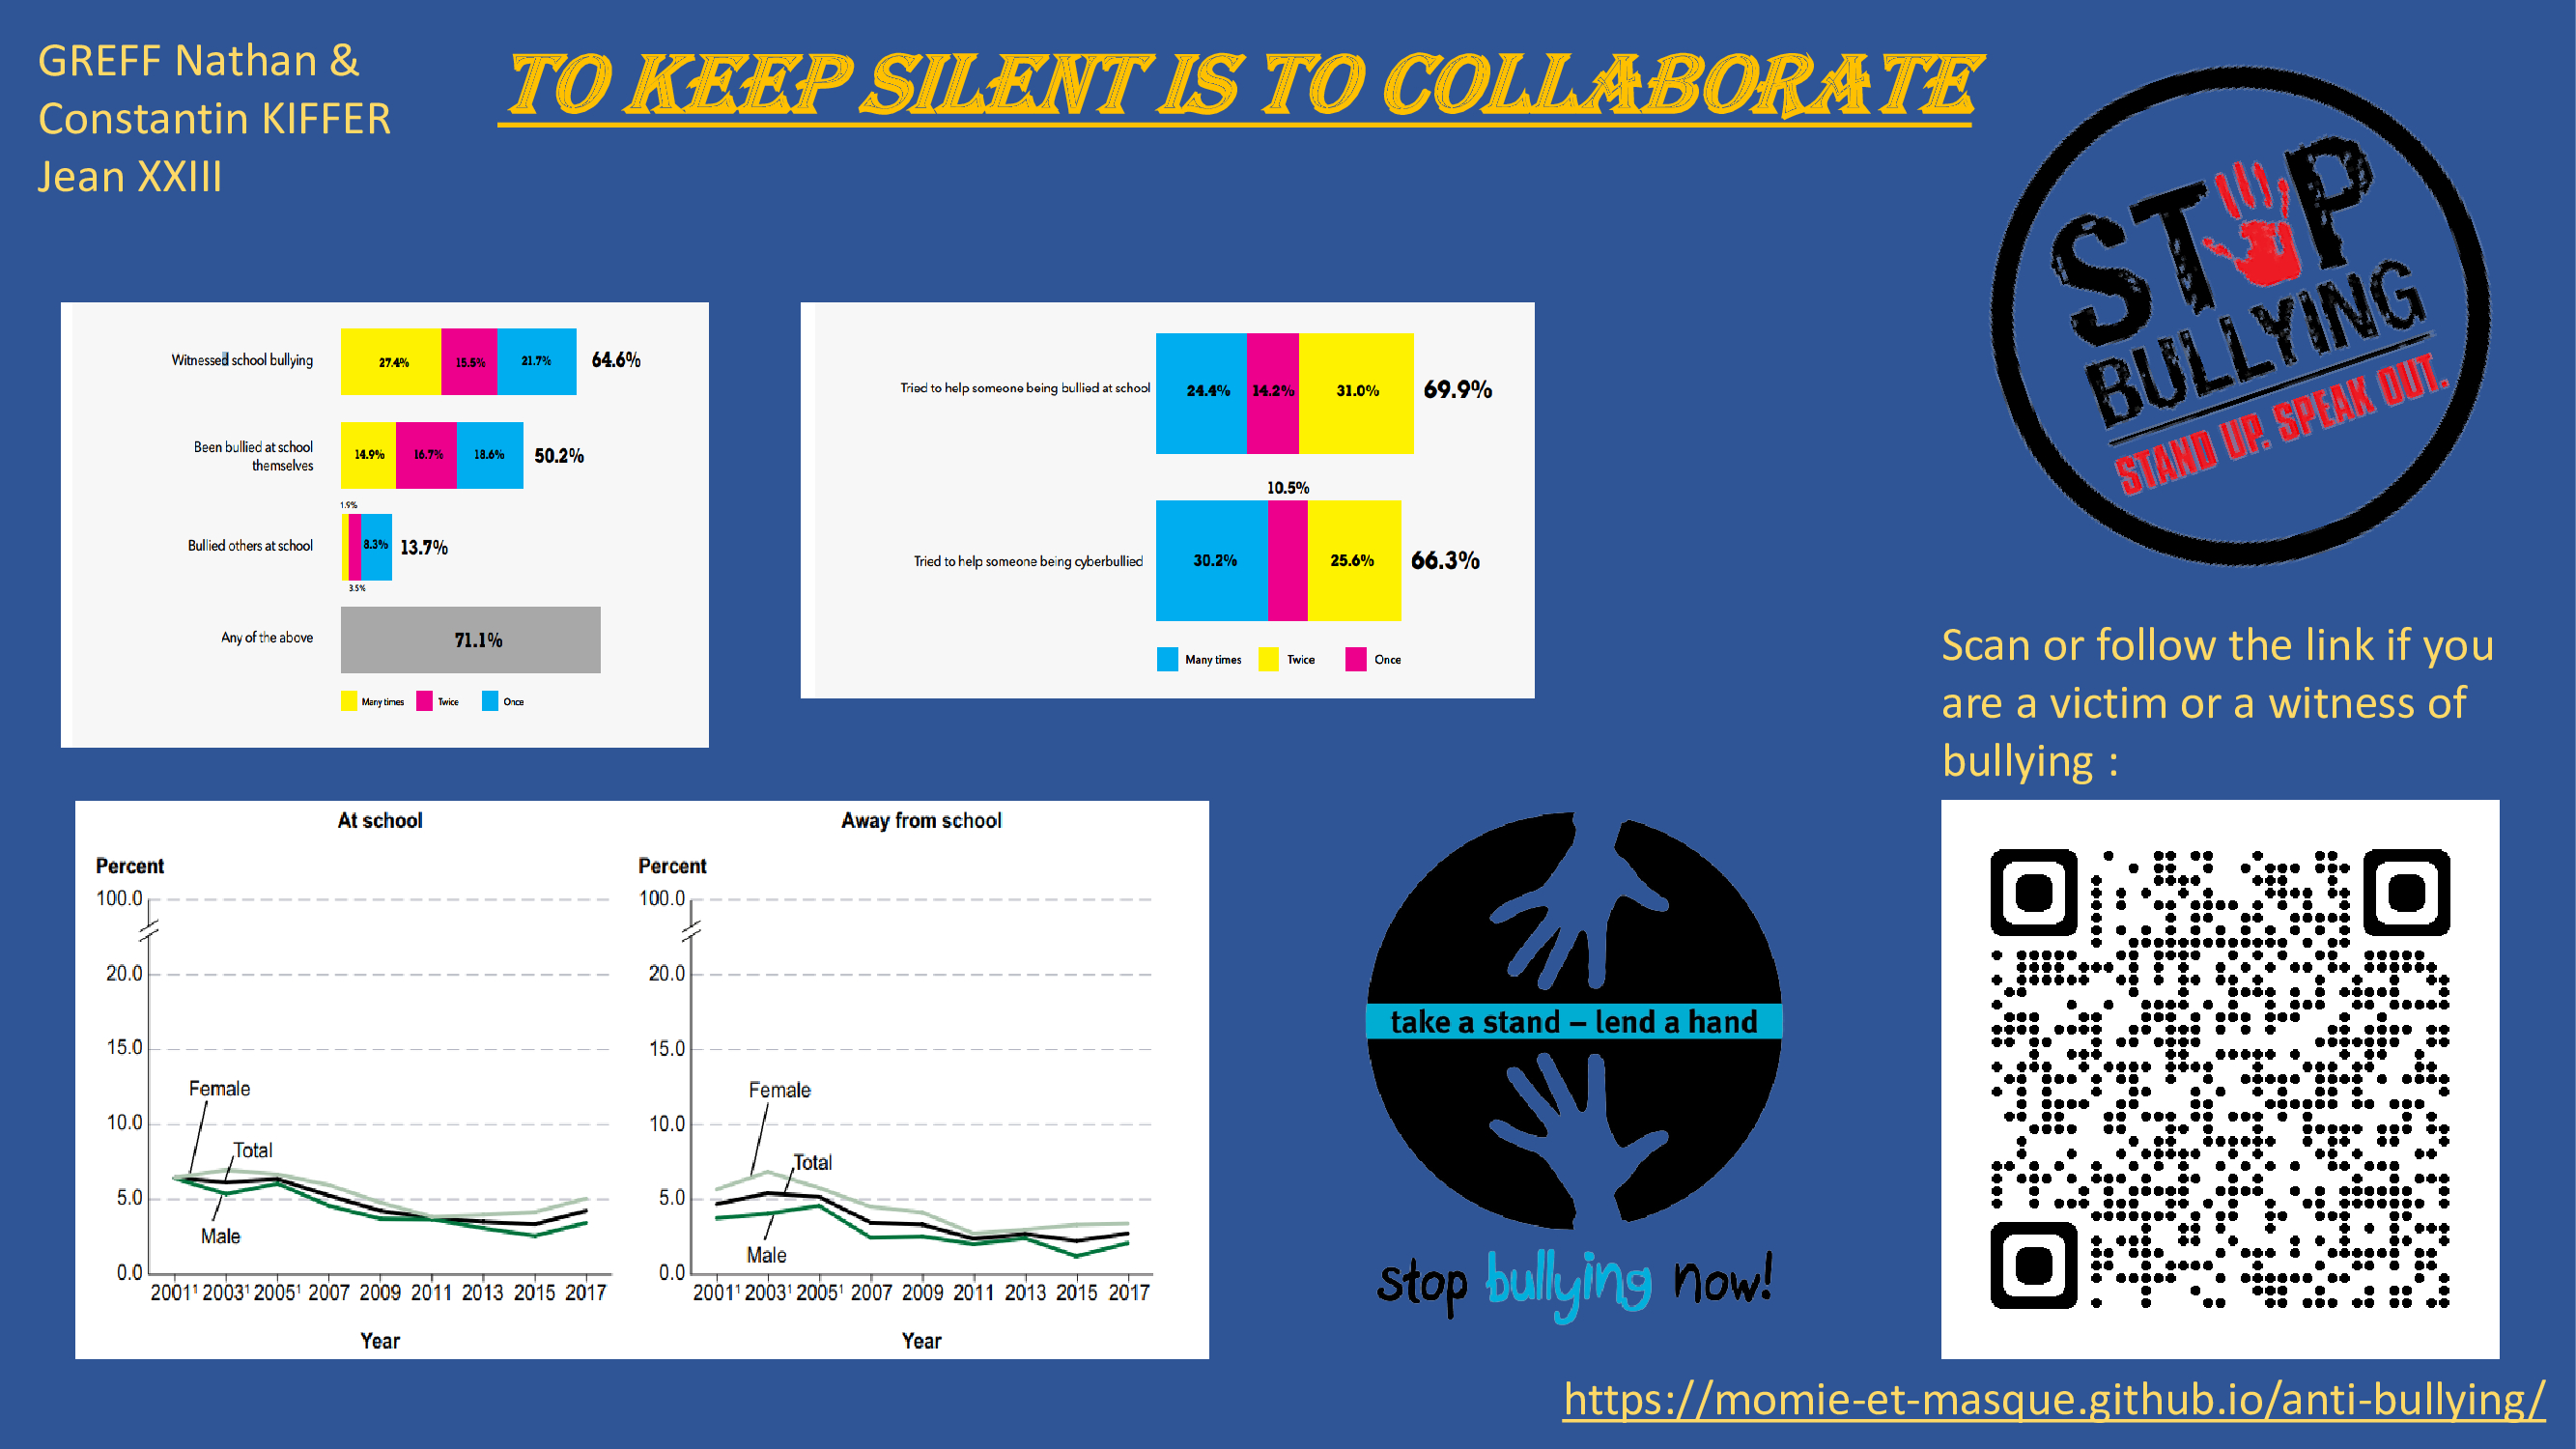 GREFF Nathan &
Constantin KIFFER
Jean XXIII
TO KEEP SILENT IS TO COLLABORATE
STOP
BULLYING
STAND UP. SPEAK OUT.
Witnessed school bullying
27.4% 15.5% 21.7% 64.6%
Been bullied at school
themselves
14.9% 16.7% 18.6% 50.2%
1.9%
Bullied others at school
8.3% 13.7%
3.5%
Any of the above
71.1%
Many times Twice Once
Tried to help someone being bullied at school
24.4% 14.2% 31.0% 69.9%
10.5%
Tried to help someone being cyberbullied
30.2% 25.6% 66.3%
Many times Twice Once
Scan or follow the link if you
are a victim or a witness of
bullying :
At school
Percent
100.0
20.0
15.0
10.0
5.0
0.0
Female
Total
Male
2001¹ 2003¹ 2005¹ 2007 2009 2011 2013 2015 2017
Year
Away from school
Percent
100.0
20.0
15.0
10.0
5.0
0.0
Female
Total
Male
2001¹ 2003¹ 2005¹ 2007 2009 2011 2013 2015 2017
Year
take a stand – lend a hand
stop bullying now!
https://momie-et-masque.github.io/anti-bullying/